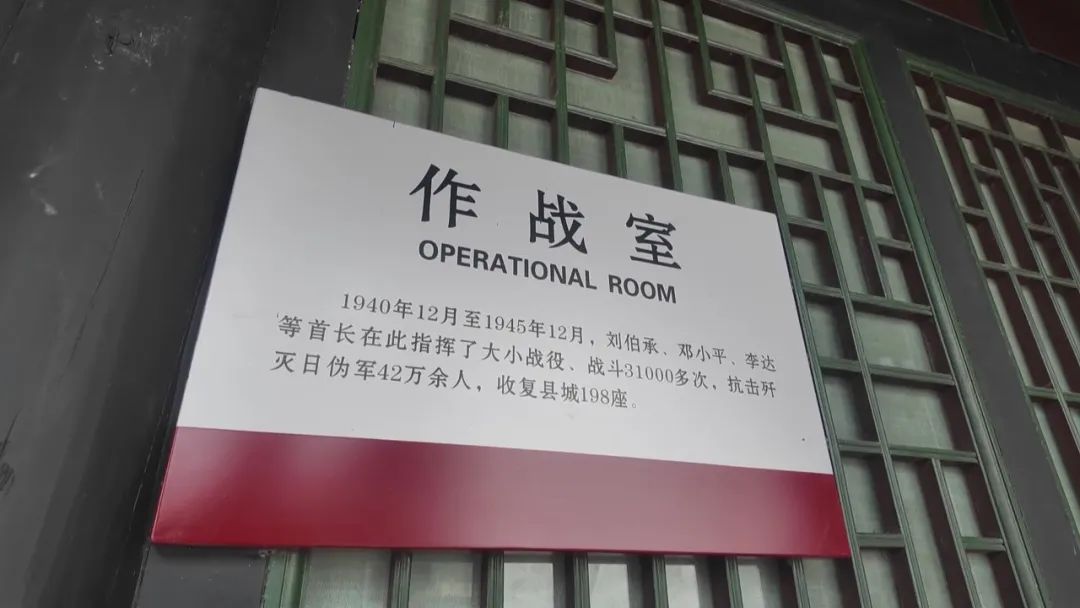 作战室
OPERATIONAL ROOM
1940年12月至1945年12月，刘伯承、邓小平、李达
等首长在此指挥了大小战役、战斗31000多次，抗击歼
灭日伪军42万余人，收复县城198座。